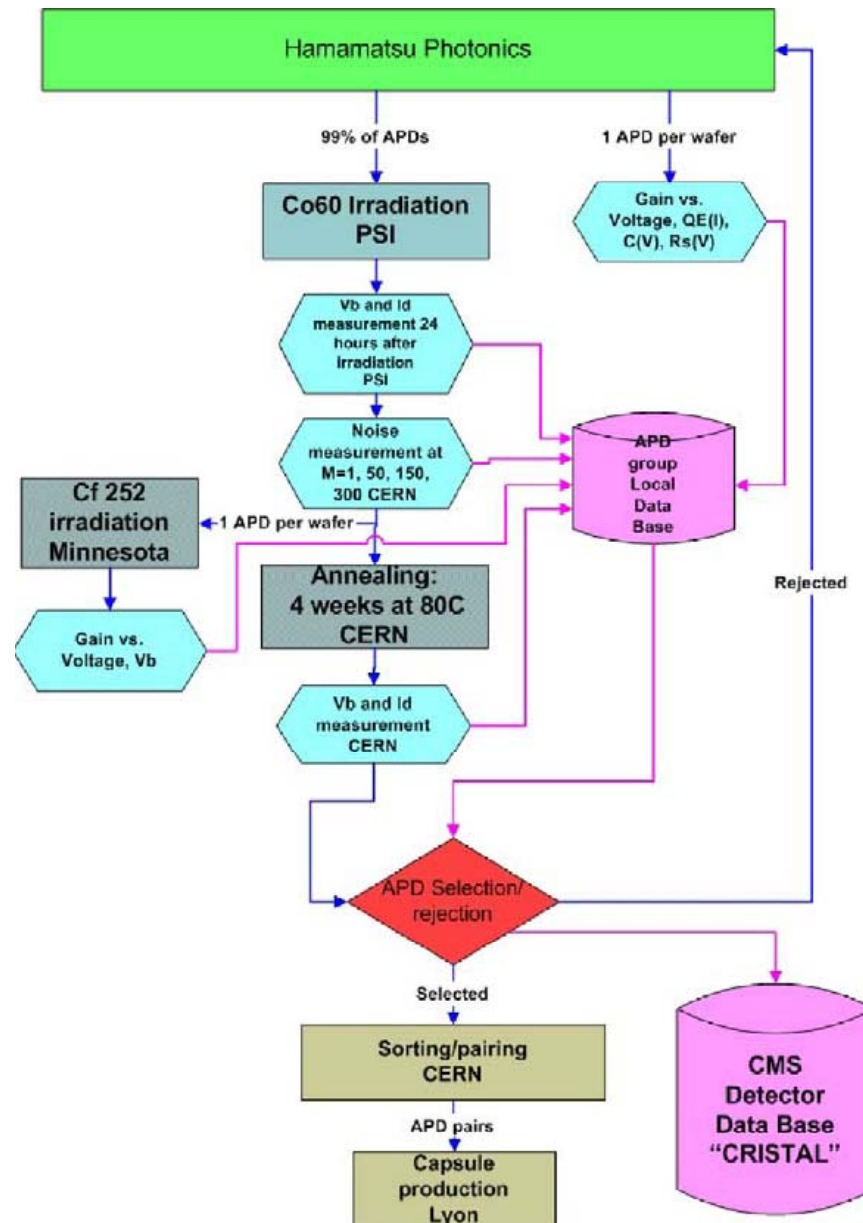 Hamamatsu Photonics
99% of APDs
1 APD per wafer
Co60 Irradiation
PSI
Gain vs.
Voltage, QE(l),
C(V), Rs(V)
Vb and Id
measurement 24
hours after
irradiation
PSI
Noise
measurement at
M=1, 50, 150,
300 CERN
APD
group
Local
Data
Base
Cf 252
irradiation
Minnesota
1 APD per wafer
Annealing:
4 weeks at 80C
CERN
Rejected
Gain vs.
Voltage, Vb
Vb and Id
measurement
CERN
APD Selection/
rejection
Selected
Sorting/pairing
CERN
APD pairs
Capsule
production
Lyon
CMS
Detector
Data Base
“CRISTAL”